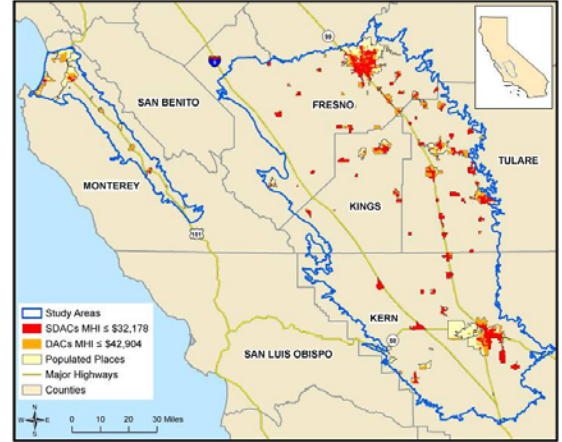 99
5
SAN BENITO
FRESNO
TULARE
MONTEREY
KINGS
101
Study Areas
SDACs MHI ≤ $32,178
DACs MHI ≤ $42,904
Populated Places
Major Highways
Counties
KERN
58
SAN LUIS OBISPO
N
W E
S
0 10 20 30 Miles